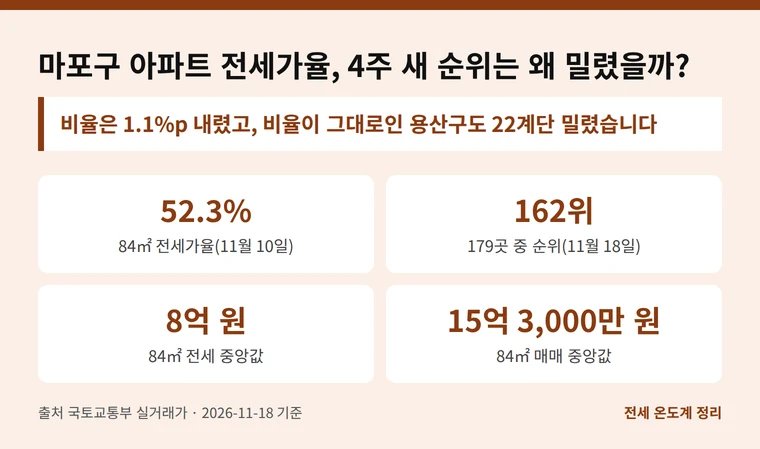 마포구 아파트 전세가율, 4주 새 순위는 왜 밀렸을까?
비율은 1.1%p 내렸고, 비율이 그대로인 용산구도 22계단 밀렸습니다
52.3%
84㎡ 전세가율(11월 10일)
162위
179곳 중 순위(11월 18일)
8억 원
84㎡ 전세 중앙값
15억 3,000만 원
84㎡ 매매 중앙값
출처 국토교통부 실거래가 · 2026-11-18 기준
전세 온도계 정리